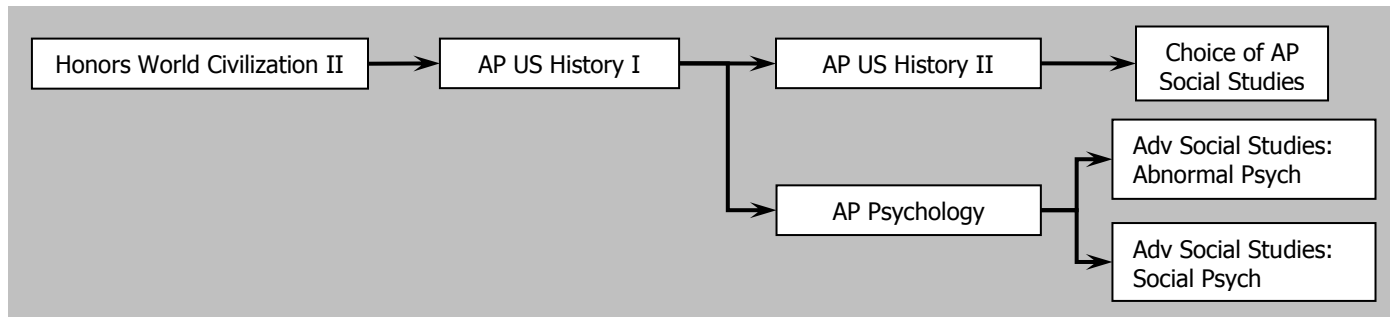 Honors World Civilization II
AP US History I
AP US History II
Choice of AP
Social Studies
Adv Social Studies:
Abnormal Psych
AP Psychology
Adv Social Studies:
Social Psych